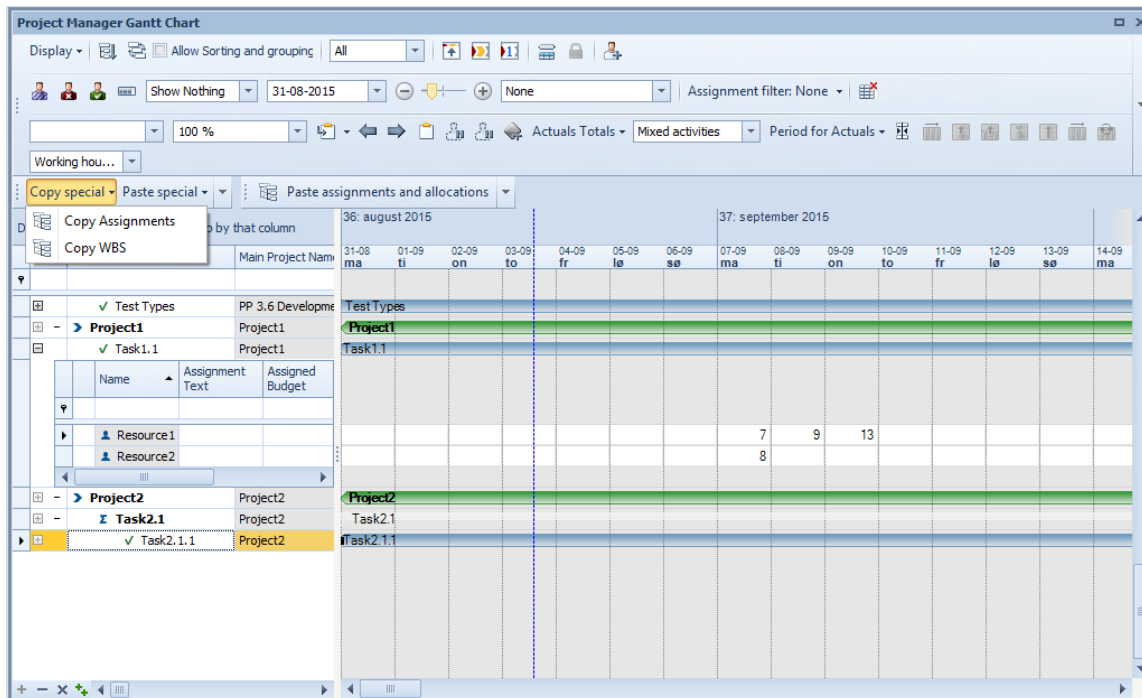 Project Manager Gantt Chart
Display Allow Sorting and grouping All
Show Nothing 31-08-2015 None Assignment filter: None
100 % Actuals Totals Mixed activities Period for Actuals
Working hou...
Copy special Paste special Paste assignments and allocations
Copy Assignments
Copy WBS
D by that column
36: august 2015 37: september 2015
Main Project Name
31-08 01-09 02-09 03-09 04-09 05-09 06-09 07-09 08-09 09-09 10-09 11-09 12-09 13-09 14-09
ma ti on to fr lø sø ma ti on to fr lø sø ma
Test Types PP 3.6 Developme Test Types
Project1 Project1 Project1
Task1.1 Project1 Task1.1
Name Assignment Text Assigned Budget
Resource1 7 9 13
Resource2 8
Project2 Project2 Project2
Σ Task2.1 Project2 Task2.1
Task2.1.1 Project2 Task2.1.1